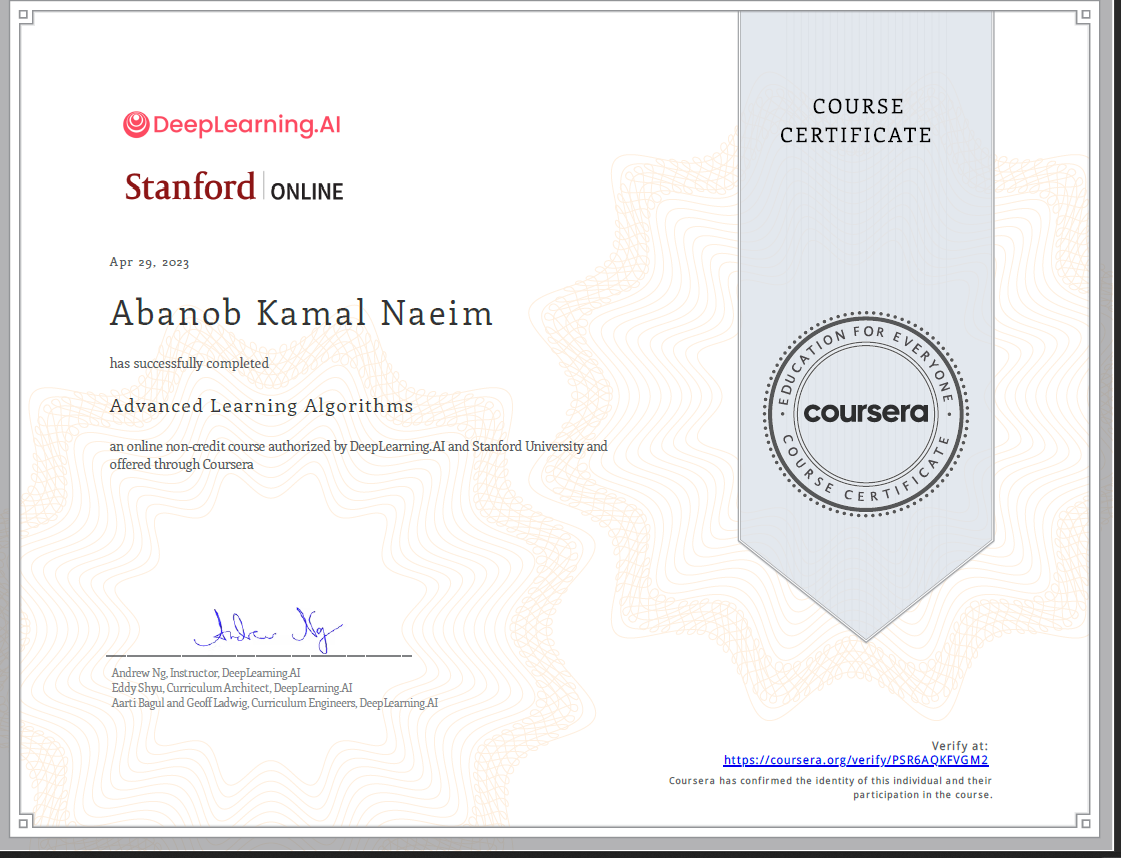 DeepLearning.AI
Stanford ONLINE
Apr 29, 2023
Abanob Kamal Naeim
has successfully completed
Advanced Learning Algorithms
an online non-credit course authorized by DeepLearning.AI and Stanford University and
offered through Coursera
Andrew Ng
Andrew Ng, Instructor, DeepLearning.AI
Eddy Shyu, Curriculum Architect, DeepLearning.AI
Aarti Bagul and Geoff Ladwig, Curriculum Engineers, DeepLearning.AI
COURSE
CERTIFICATE
EDUCATION FOR EVERYONE
coursera
COURSE CERTIFICATE
Verify at:
https://coursera.org/verify/PSR6AQKFVGM2
Coursera has confirmed the identity of this individual and their
participation in the course.